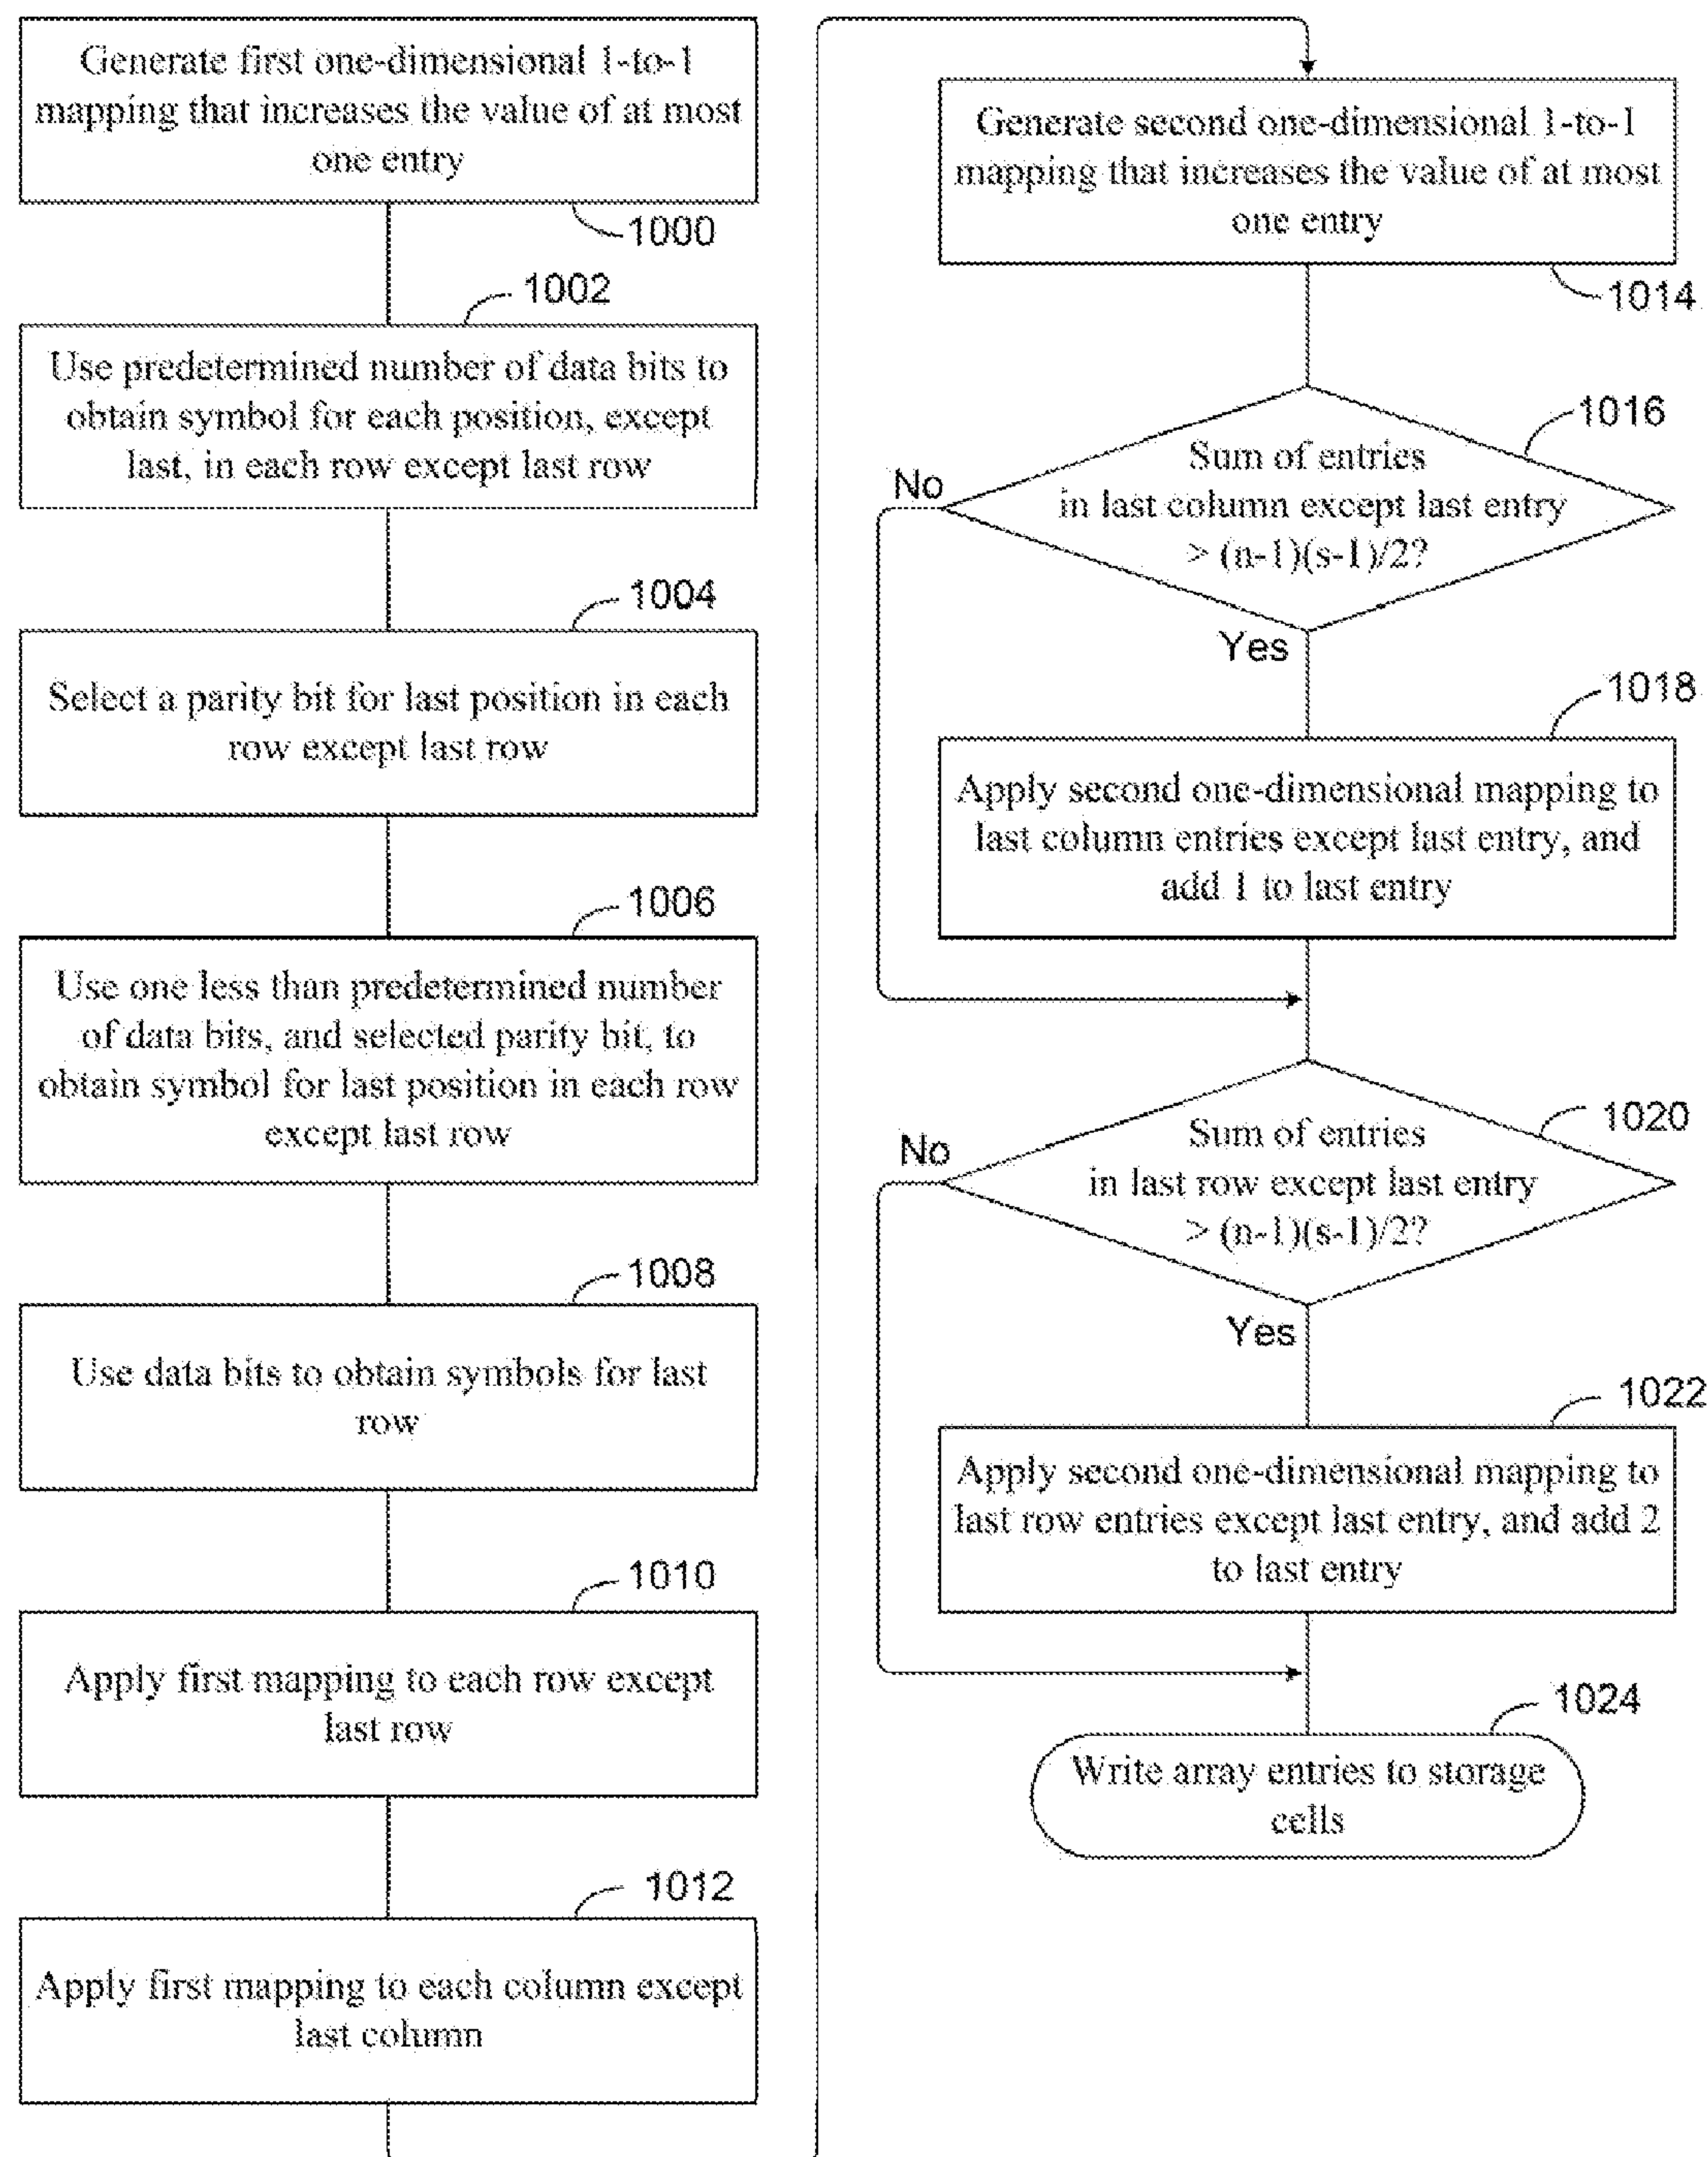 Generate first one-dimensional 1-to-1
mapping that increases the value of at most
one entry
1000
1002
Use predetermined number of data bits to
obtain symbol for each position, except
last, in each row except last row
1004
Select a parity bit for last position in each
row except last row
1006
Use one less than predetermined number
of data bits, and selected parity bit, to
obtain symbol for last position in each row
except last row
1008
Use data bits to obtain symbols for last
row
1010
Apply first mapping to each row except
last row
1012
Apply first mapping to each column except
last column
Generate second one-dimensional 1-to-1
mapping that increases the value of at most
one entry
1014
1016
Sum of entries
in last column except last entry
> (n-1)(s-1)/2?
No
Yes
1018
Apply second one-dimensional mapping to
last column entries except last entry, and
add 1 to last entry
1020
Sum of entries
in last row except last entry
> (n-1)(s-1)/2?
No
Yes
1022
Apply second one-dimensional mapping to
last row entries except last entry, and add 2
to last entry
1024
Write array entries to storage
cells